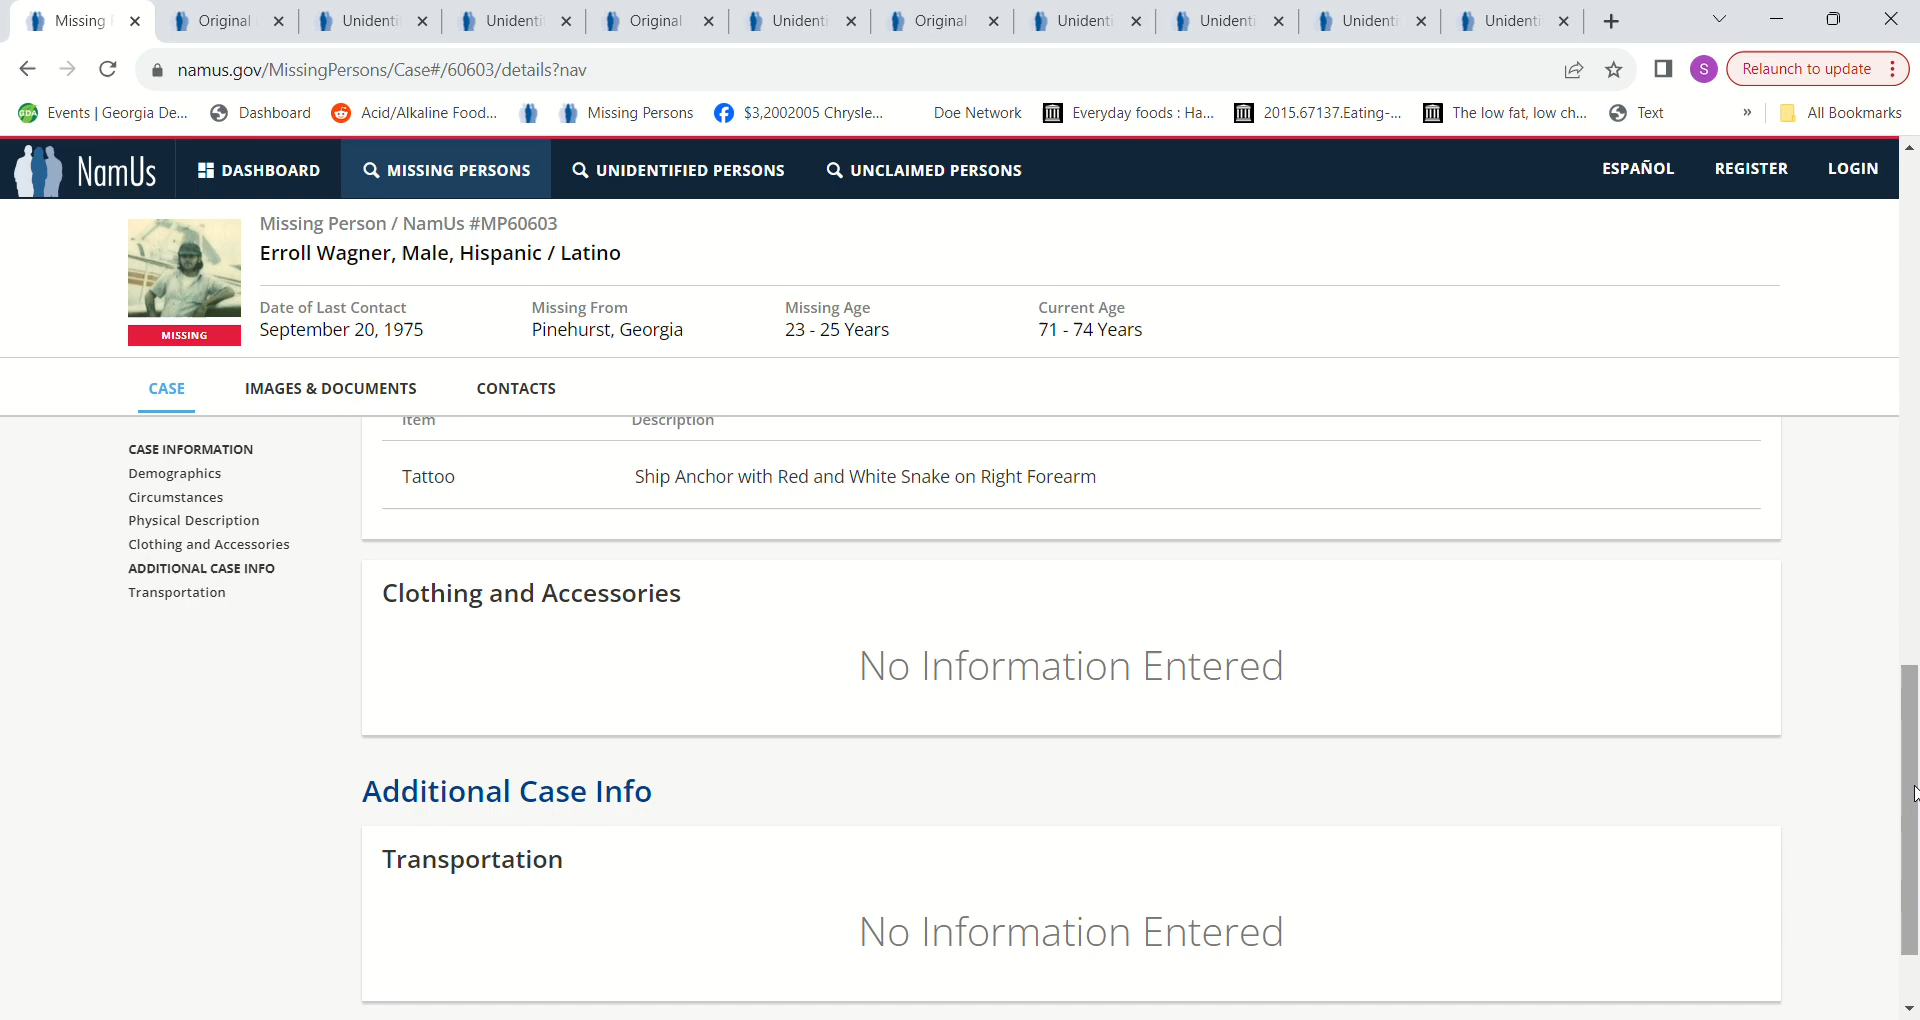 Missing Original Unidenti Unidenti Original Unidenti Original Unidenti Unidenti Unidenti Unidenti
namus.gov/MissingPersons/Case#/60603/details?nav S Relaunch to update
GDA Events | Georgia De... Dashboard Acid/Alkaline Food... Missing Persons $3,2002005 Chrysle... Doe Network Everyday foods : Ha... 2015.67137.Eating-... The low fat, low ch... Text » All Bookmarks
NamUs DASHBOARD MISSING PERSONS UNIDENTIFIED PERSONS UNCLAIMED PERSONS ESPAÑOL REGISTER LOGIN
Missing Person / NamUs #MP60603
Erroll Wagner, Male, Hispanic / Latino
Date of Last Contact Missing From Missing Age Current Age
September 20, 1975 Pinehurst, Georgia 23 - 25 Years 71 - 74 Years
MISSING
CASE IMAGES & DOCUMENTS CONTACTS
Item Description
CASE INFORMATION
Demographics
Circumstances
Physical Description
Clothing and Accessories
ADDITIONAL CASE INFO
Transportation
Tattoo Ship Anchor with Red and White Snake on Right Forearm
Clothing and Accessories
No Information Entered
Additional Case Info
Transportation
No Information Entered